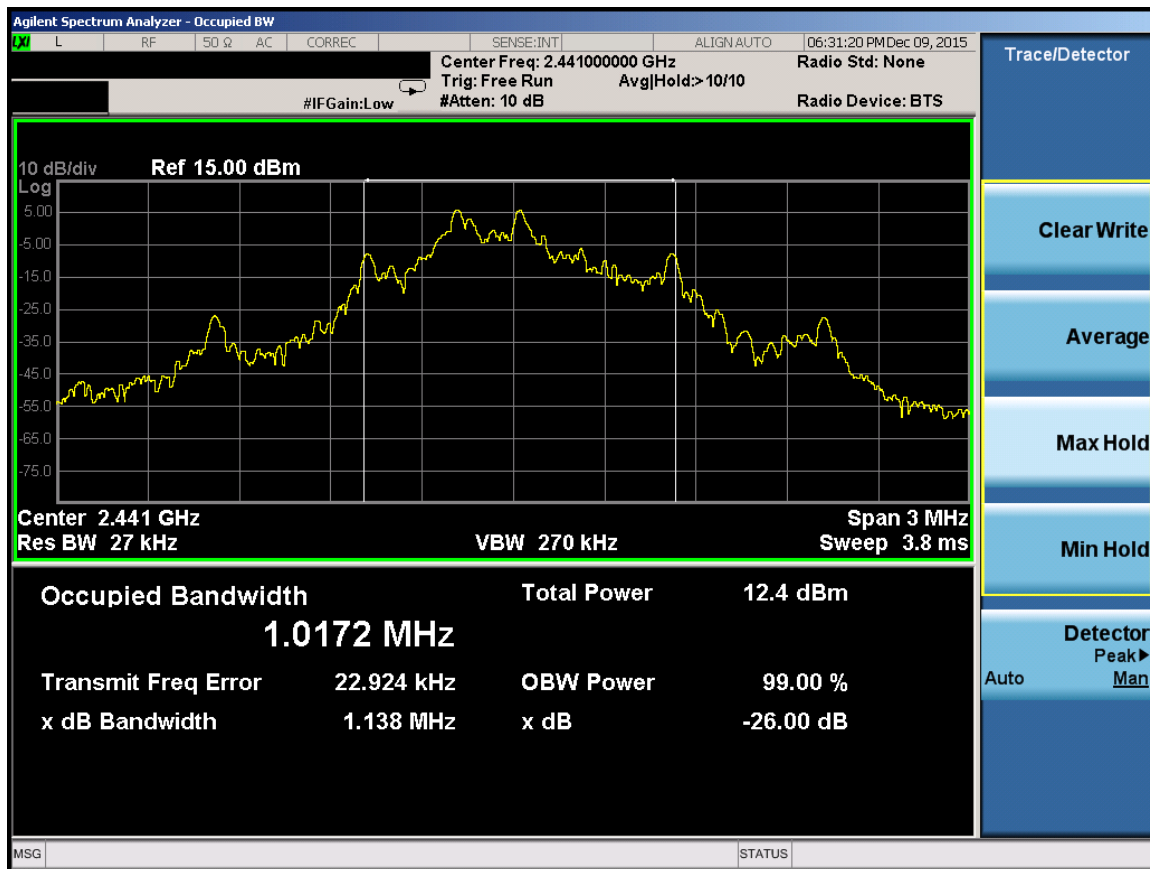 Agilent Spectrum Analyzer - Occupied BW
LXI L RF 50 Ω AC CORREC SENSE:INT ALIGN AUTO 06:31:20 PM Dec 09, 2015
Center Freq: 2.441000000 GHz Radio Std: None
Trig: Free Run Avg|Hold:> 10/10
#IFGain:Low #Atten: 10 dB Radio Device: BTS
10 dB/div Ref 15.00 dBm
Log
5.00
-5.00
-15.0
-25.0
-35.0
-45.0
-55.0
-65.0
-75.0
Center 2.441 GHz Span 3 MHz
Res BW 27 kHz VBW 270 kHz Sweep 3.8 ms
Occupied Bandwidth Total Power 12.4 dBm
1.0172 MHz
Transmit Freq Error 22.924 kHz OBW Power 99.00 %
x dB Bandwidth 1.138 MHz x dB -26.00 dB
MSG STATUS
Trace/Detector
Clear Write
Average
Max Hold
Min Hold
Detector
Peak▶
Auto Man